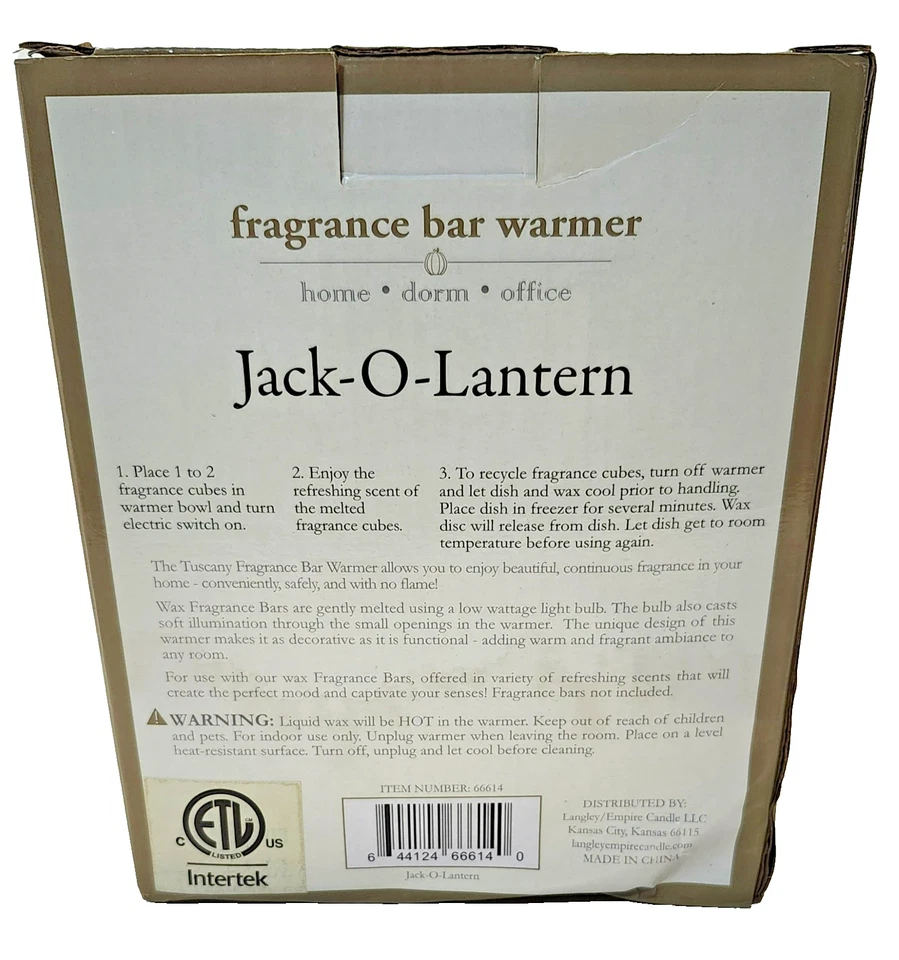 fragrance bar warmer
home • dorm • office
Jack-O-Lantern
1. Place 1 to 2
fragrance cubes in
warmer bowl and turn
electric switch on.
2. Enjoy the
refreshing scent of
the melted
fragrance cubes.
3. To recycle fragrance cubes, turn off warmer
and let dish and wax cool prior to handling.
Place dish in freezer for several minutes. Wax
disc will release from dish. Let dish get to room
temperature before using again.
The Tuscany Fragrance Bar Warmer allows you to enjoy beautiful, continuous fragrance in your
home - conveniently, safely, and with no flame!
Wax Fragrance Bars are gently melted using a low wattage light bulb. The bulb also casts
soft illumination through the small openings in the warmer. The unique design of this
warmer makes it as decorative as it is functional - adding warm and fragrant ambiance to
any room.
For use with our wax Fragrance Bars, offered in variety of refreshing scents that will
create the perfect mood and captivate your senses! Fragrance bars not included.
WARNING: Liquid wax will be HOT in the warmer. Keep out of reach of children
and pets. For indoor use only. Unplug warmer when leaving the room. Place on a level
heat-resistant surface. Turn off, unplug and let cool before cleaning.
C ETL CM US
LISTED
Intertek
ITEM NUMBER: 66614
6 44124 66614 0
Jack-O-Lantern
DISTRIBUTED BY:
Langley/Empire Candle LLC
Kansas City, Kansas 66115
langleyempirecandle.com
MADE IN CHINA